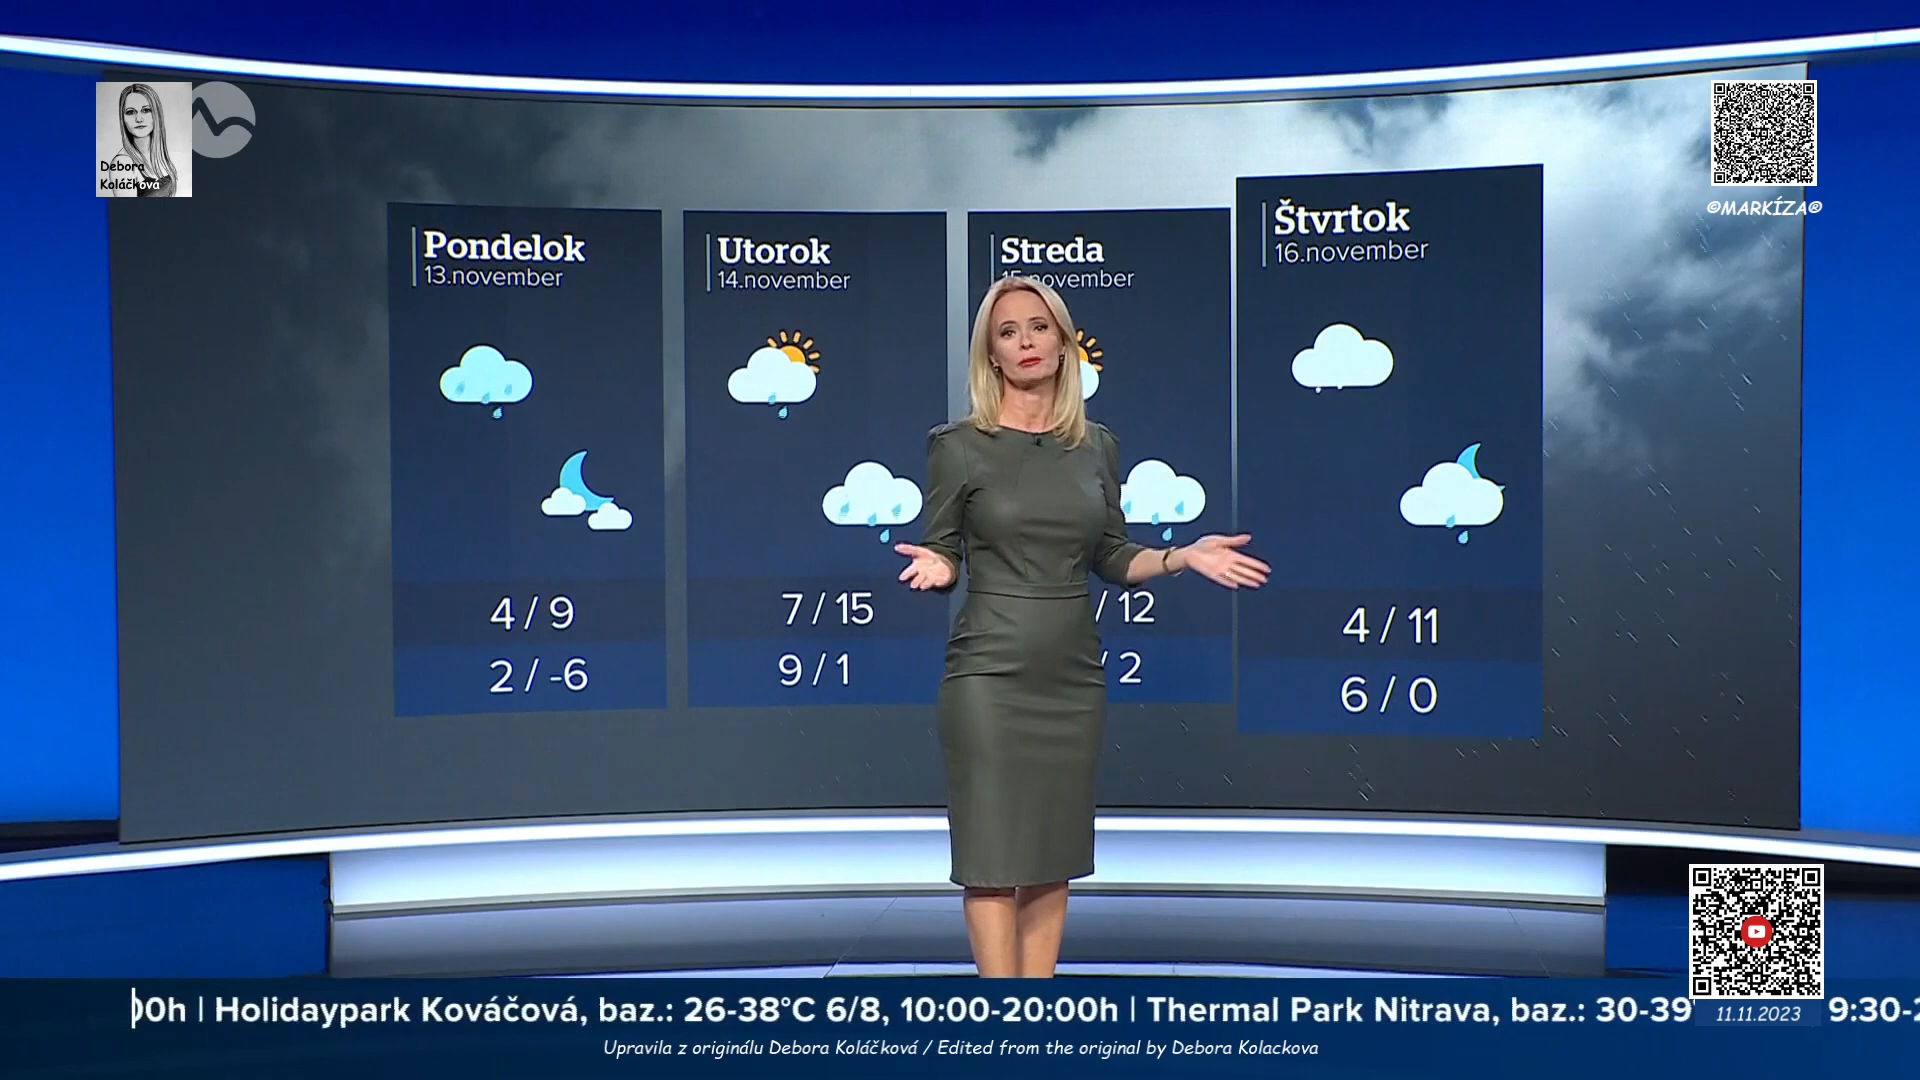 Debora
Koláčková
©MARKÍZA®
Pondelok
13.november
4 / 9
2 / -6
Utorok
14.november
7 / 15
9 / 1
Streda
november
/ 12
/ 2
Štvrtok
16.november
4 / 11
6 / 0
00h | Holidaypark Kováčová, baz.: 26-38°C 6/8, 10:00-20:00h | Thermal Park Nitrava, baz.: 30-39
9:30-
11.11.2023
Upravila z originálu Debora Koláčková / Edited from the original by Debora Kolackova